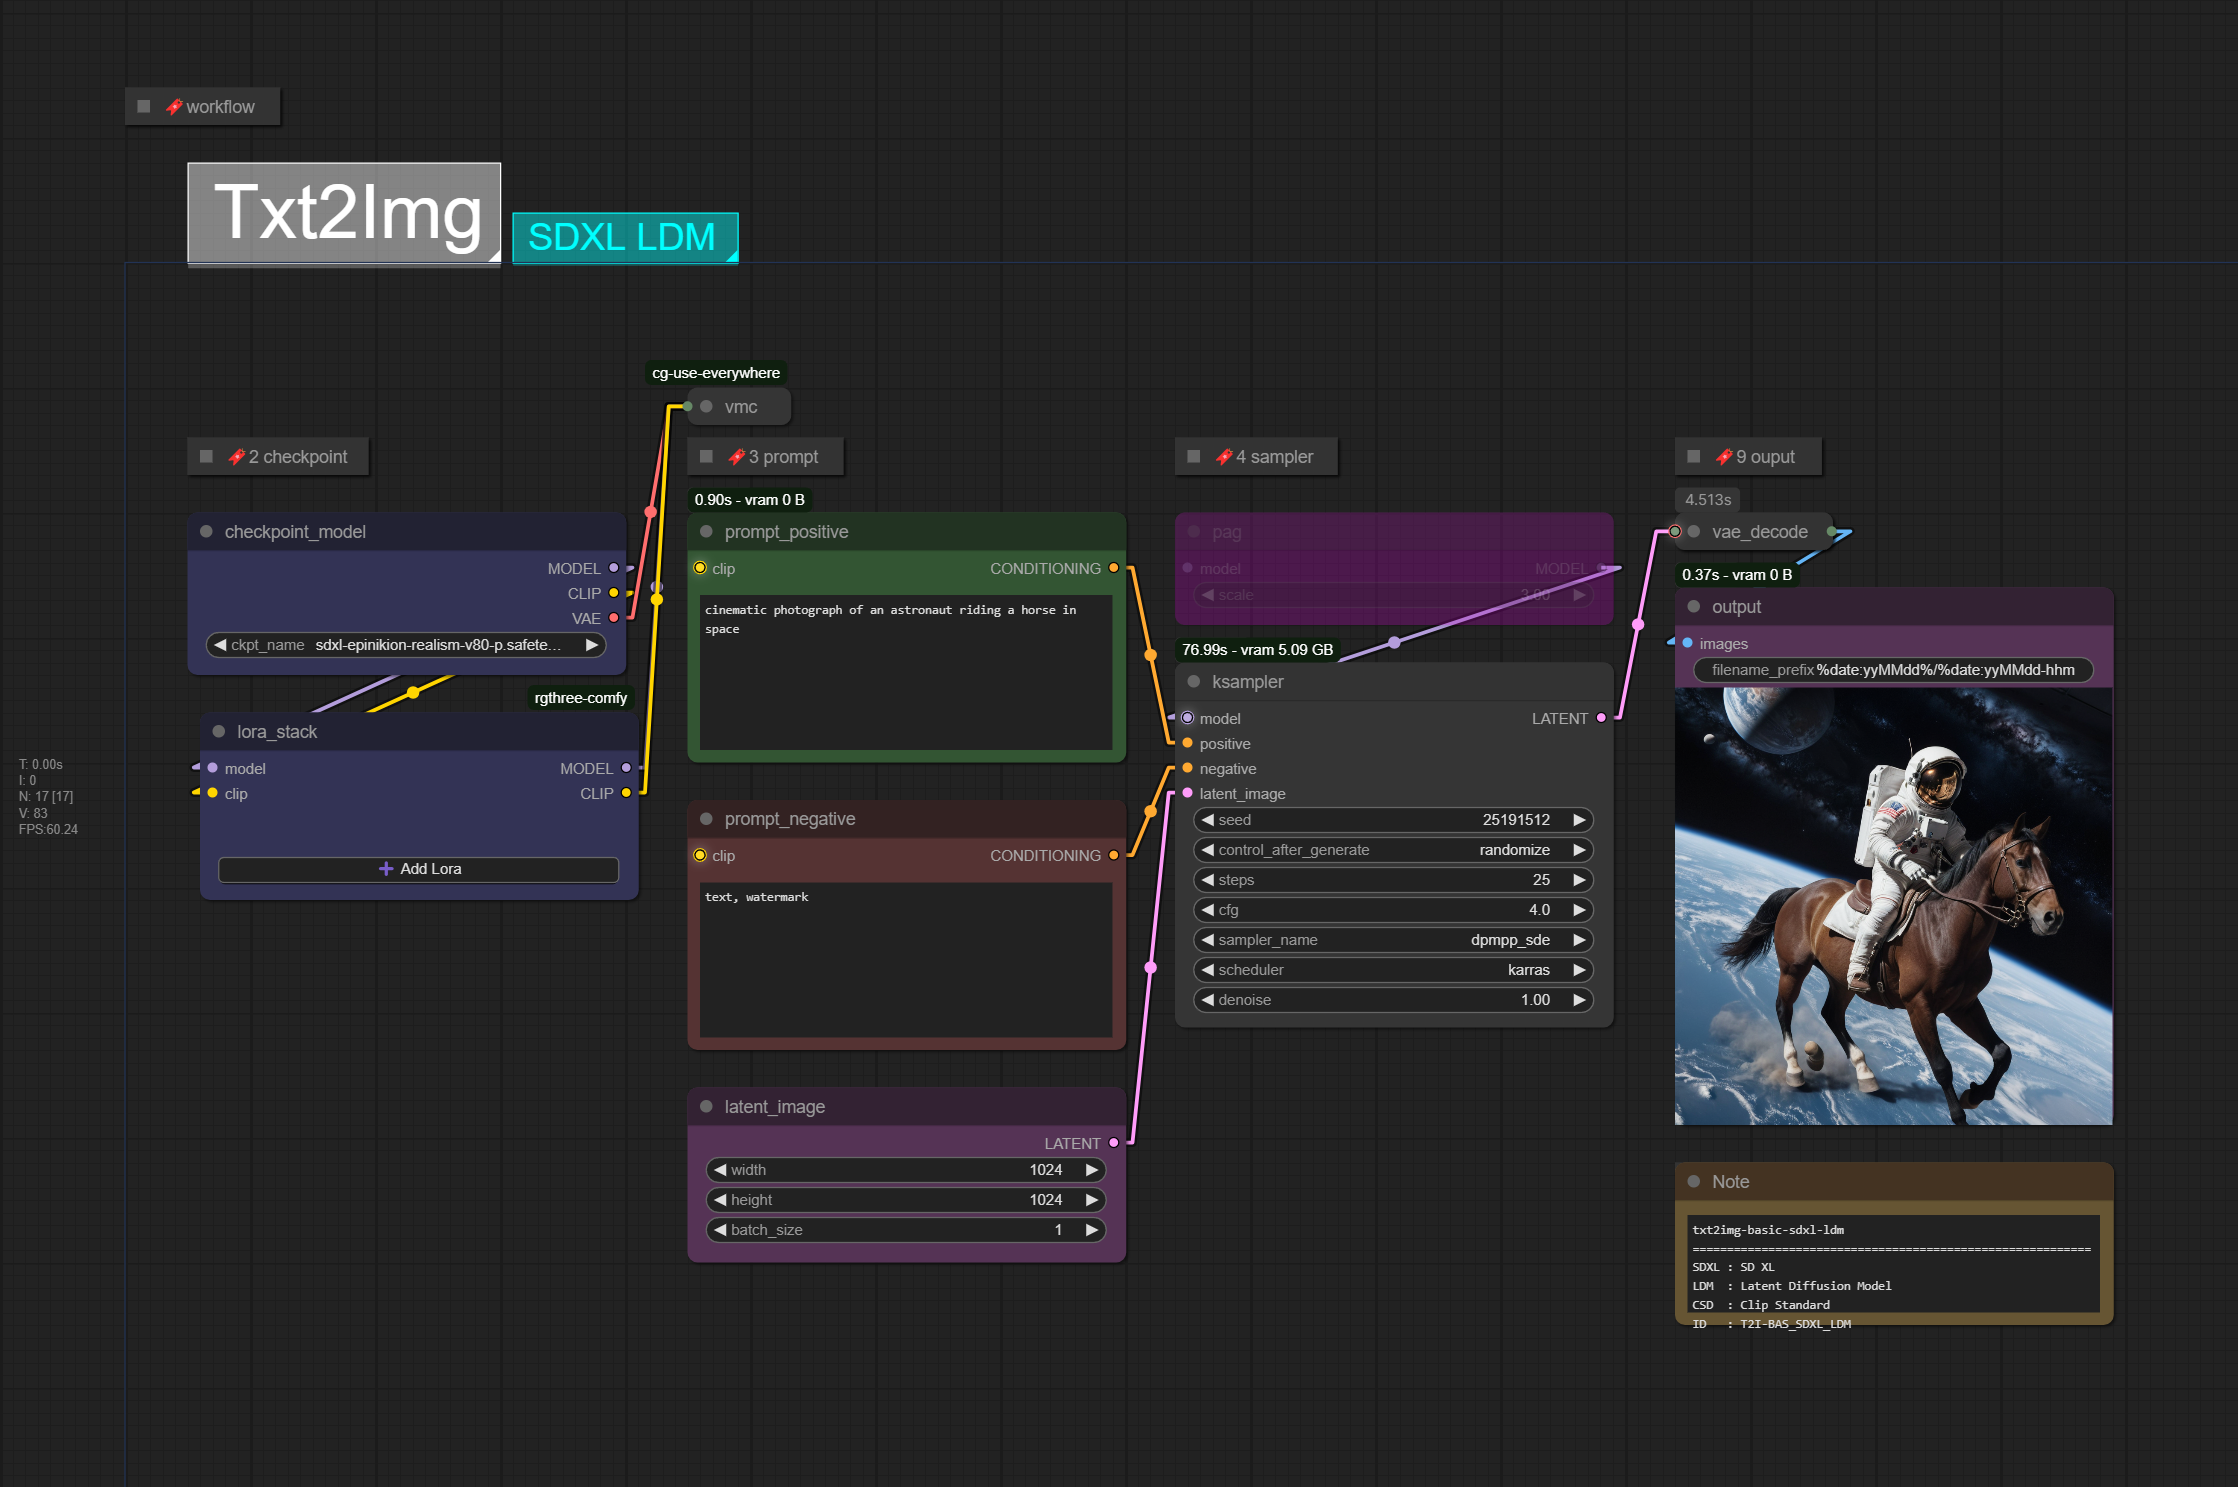 workflow
Txt2Img
SDXL LDM
cg-use-everywhere
vmc
2 checkpoint
checkpoint_model
MODEL
CLIP
VAE
ckpt_name sdxl-epinikion-realism-v80-p.safete...
rgthree-comfy
lora_stack
model MODEL
clip CLIP
Add Lora
T: 0.00s
I: 0
N: 17 [17]
V: 83
FPS:60.24
3 prompt
0.90s - vram 0 B
prompt_positive
clip CONDITIONING
cinematic photograph of an astronaut riding a horse in
space
prompt_negative
clip CONDITIONING
text, watermark
latent_image
LATENT
width 1024
height 1024
batch_size 1
4 sampler
pag
model MODEL
scale 3.00
76.99s - vram 5.09 GB
ksampler
model LATENT
positive
negative
latent_image
seed 25191512
control_after_generate randomize
steps 25
cfg 4.0
sampler_name dpmpp_sde
scheduler karras
denoise 1.00
9 ouput
4.513s
vae_decode
0.37s - vram 0 B
output
images
filename_prefix %date:yyMMdd%/%date:yyMMdd-hhm
Note
txt2img-basic-sdxl-ldm
==========================================================
SDXL : SD XL
LDM : Latent Diffusion Model
CSD : Clip Standard
ID : T2I-BAS_SDXL_LDM